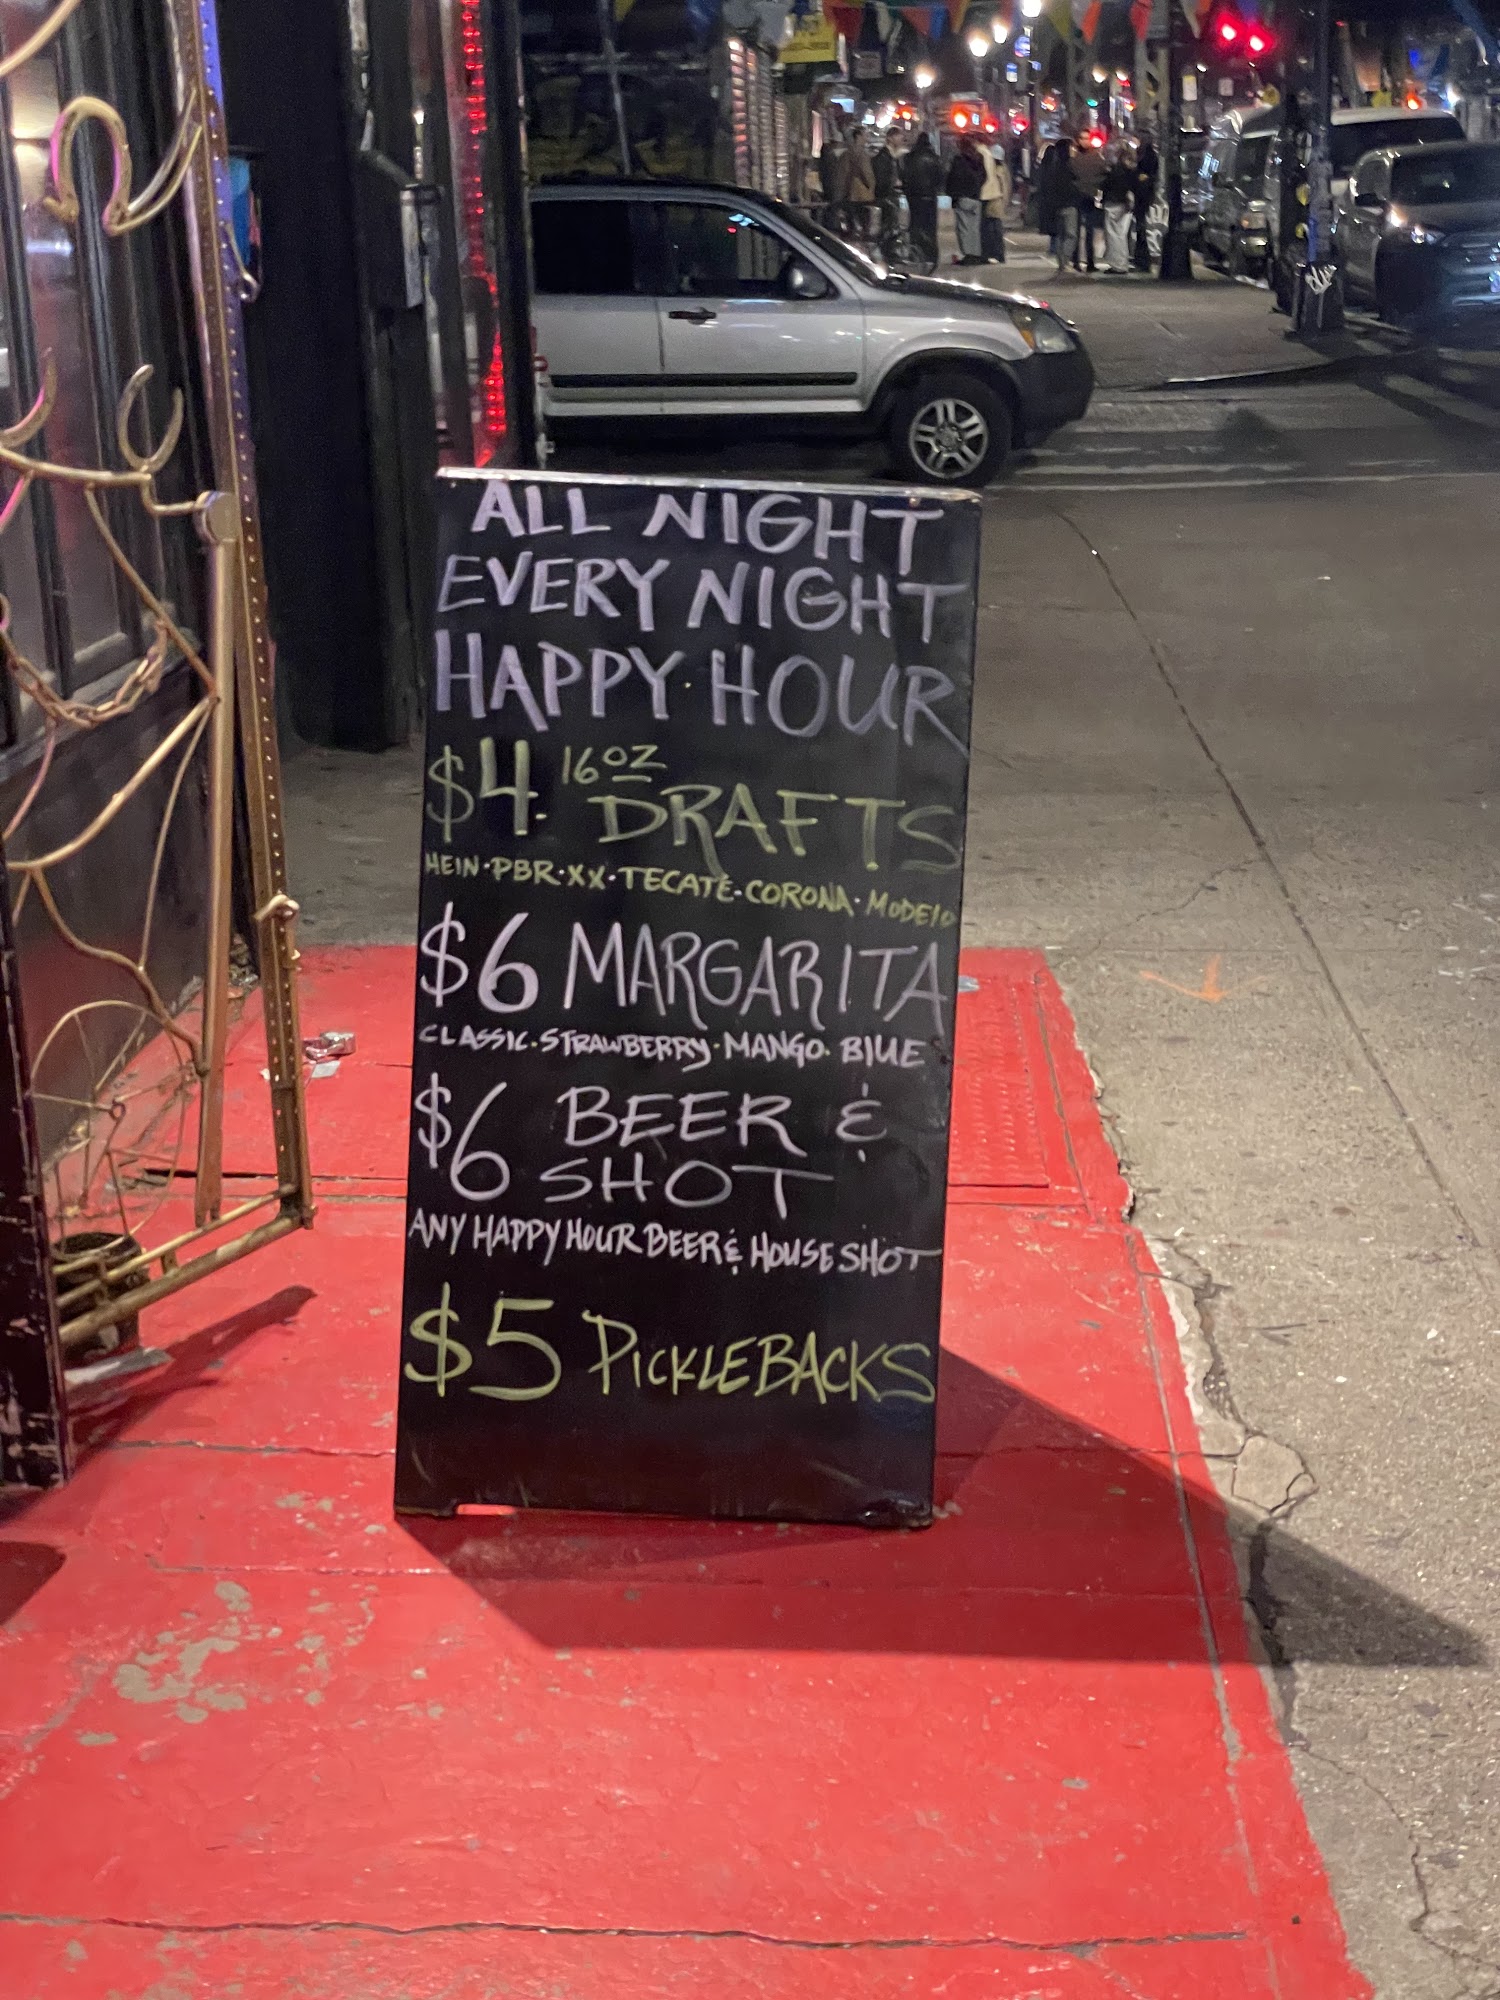 ALL NIGHT
EVERY NIGHT
HAPPY·HOUR
$4. 16OZ DRAFTS
HEIN·PBR·XX·TECATE·CORONA·MODELO
$6 MARGARITA
CLASSIC·STRAWBERRY·MANGO·BLUE
$6 BEER &
SHOT
ANY HAPPY HOUR BEER & HOUSE SHOT
$5 PICKLEBACKS